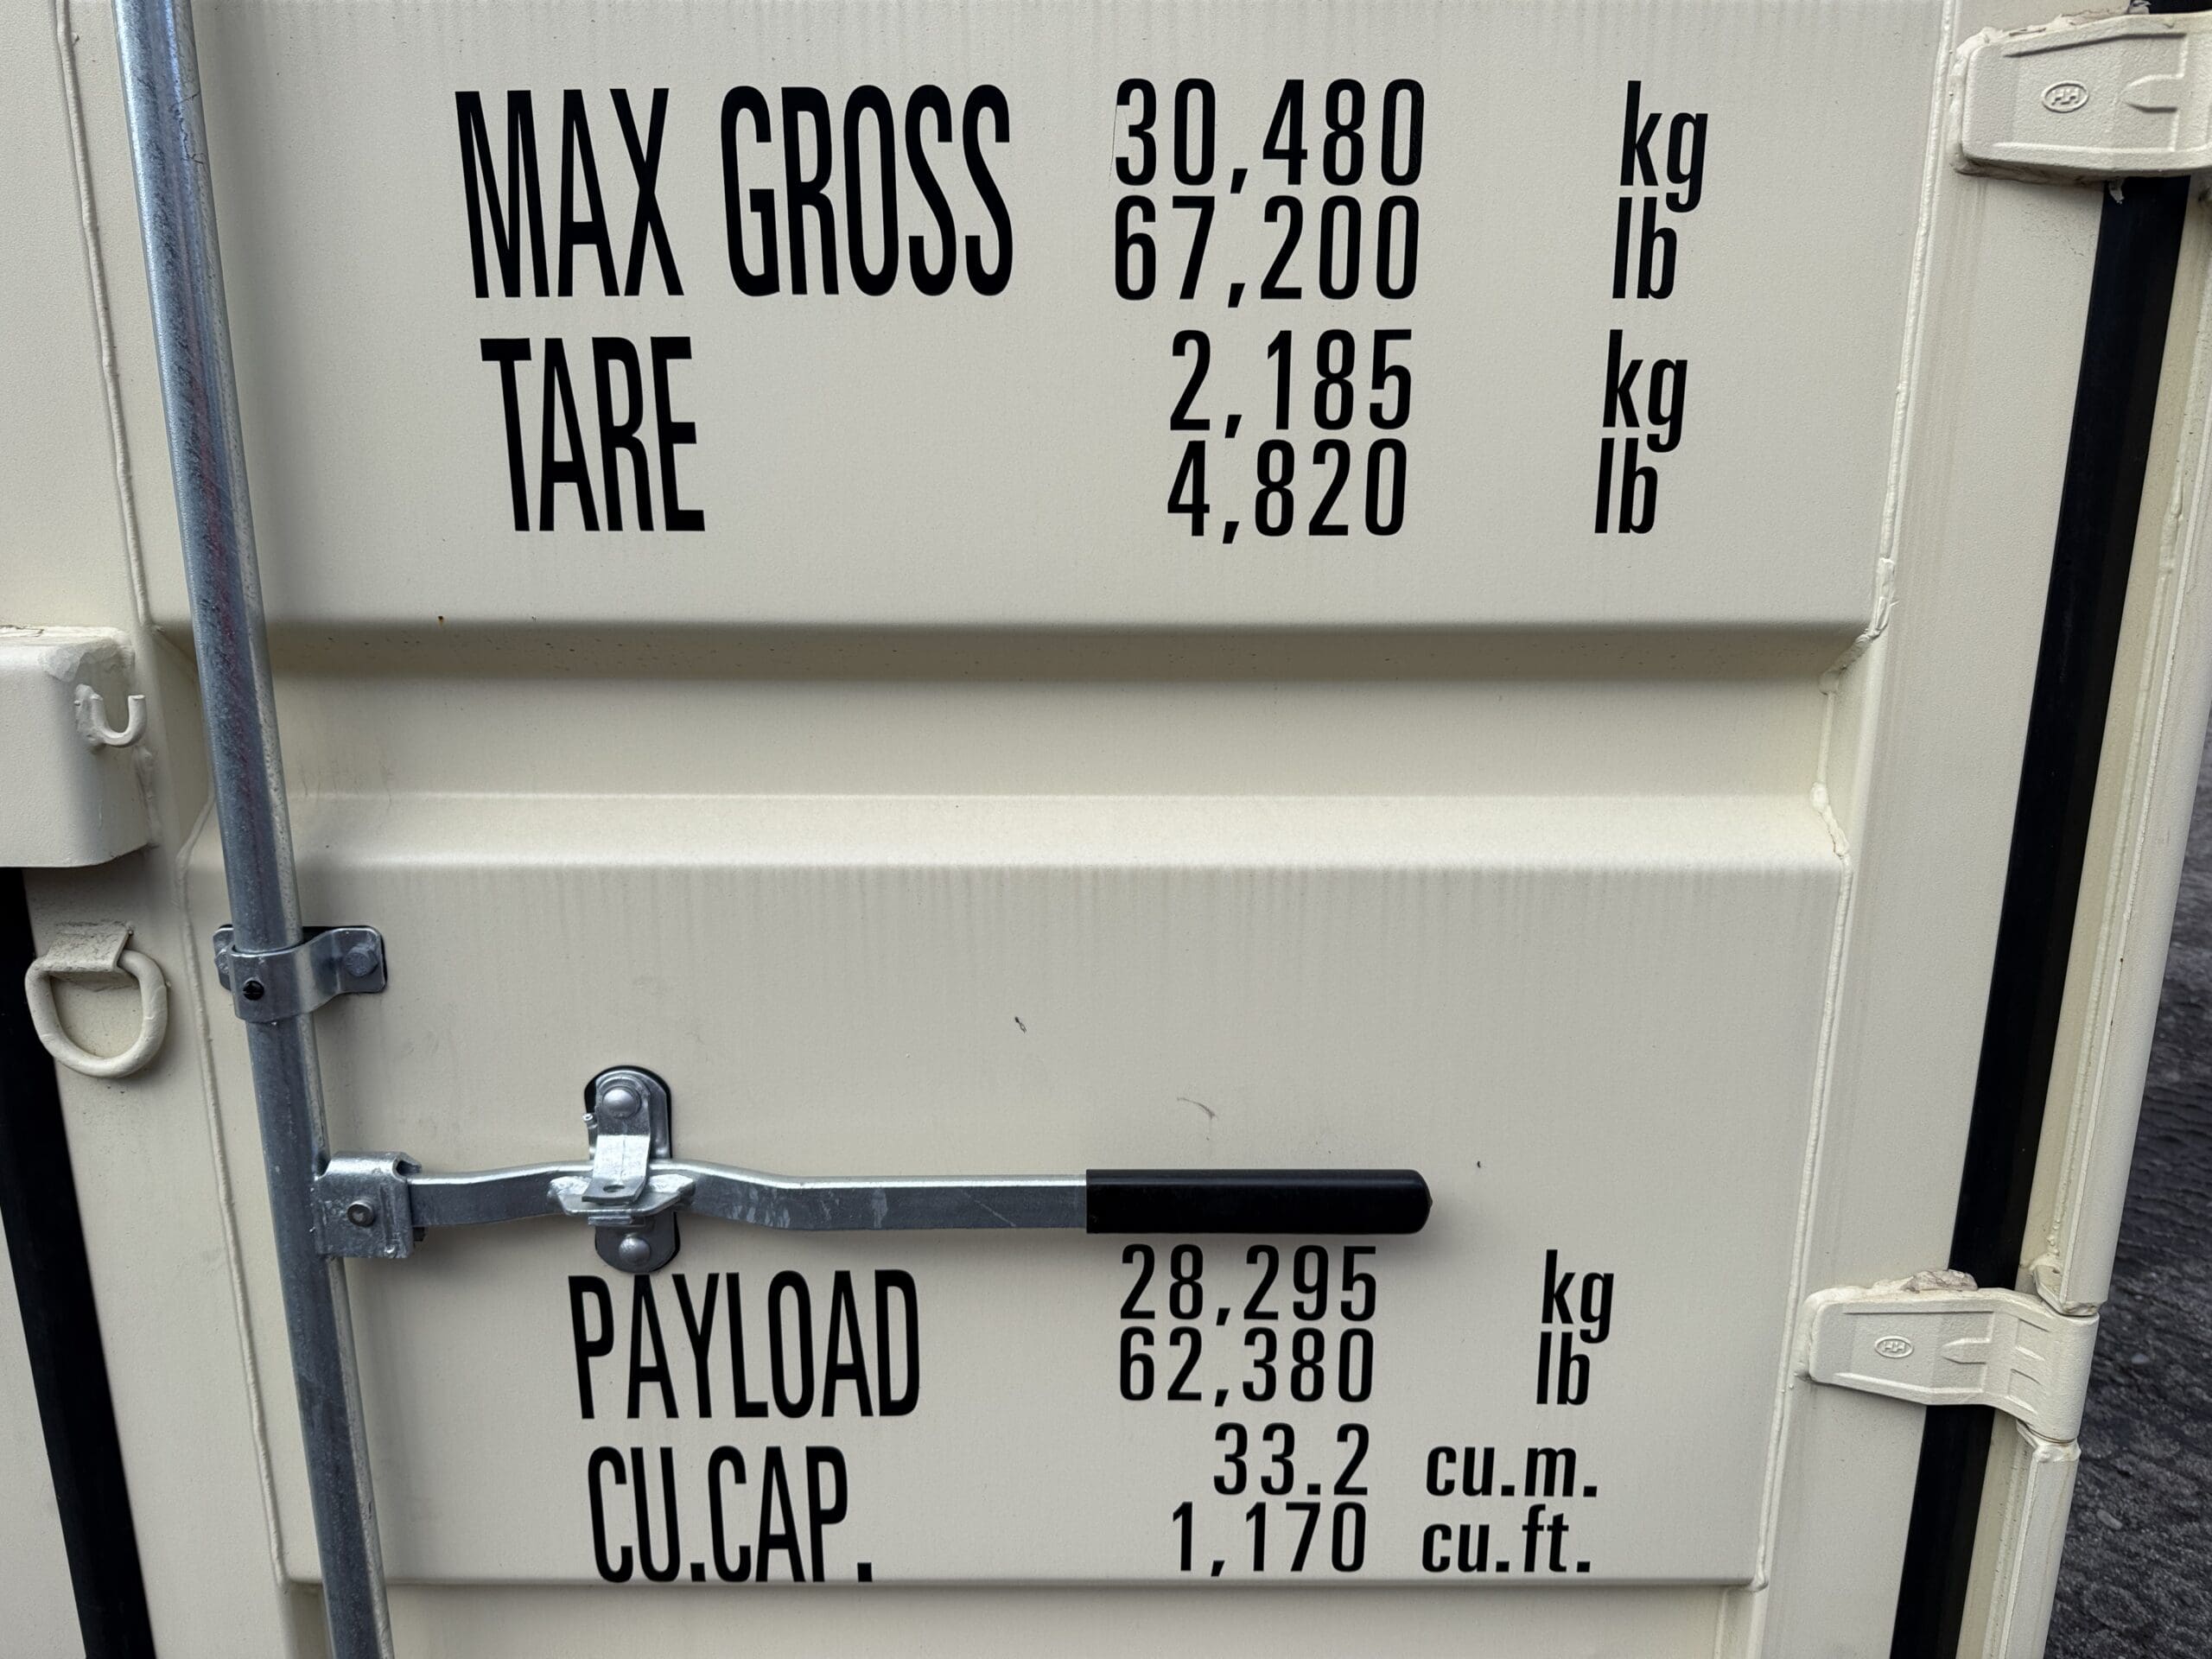 MAX GROSS 30,480 kg
67,200 lb
TARE 2,185 kg
4,820 lb
PAYLOAD 28,295 kg
62,380 lb
CU.CAP. 33.2 cu.m.
1,170 cu.ft.